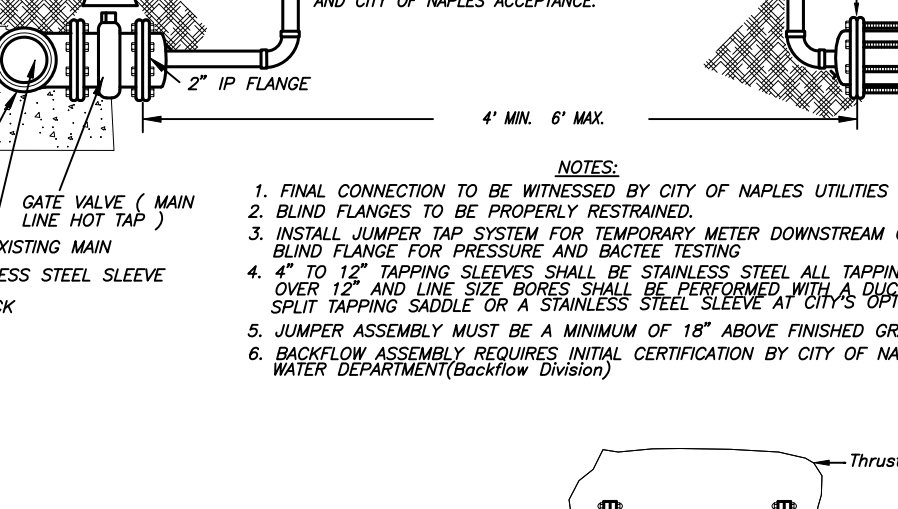 AND CITY OF NAPLES ACCEPTANCE.
2" IP FLANGE
4' MIN. 6' MAX.
GATE VALVE ( MAIN
LINE HOT TAP )
XISTING MAIN
ESS STEEL SLEEVE
CK
NOTES:
1. FINAL CONNECTION TO BE WITNESSED BY CITY OF NAPLES UTILITIES
2. BLIND FLANGES TO BE PROPERLY RESTRAINED.
3. INSTALL JUMPER TAP SYSTEM FOR TEMPORARY METER DOWNSTREAM
BLIND FLANGE FOR PRESSURE AND BACTEE TESTING
4. 4" TO 12" TAPPING SLEEVES SHALL BE STAINLESS STEEL ALL TAPPIN
OVER 12" AND LINE SIZE BORES SHALL BE PERFORMED WITH A DUC
SPLIT TAPPING SADDLE OR A STAINLESS STEEL SLEEVE AT CITY'S OPT
5. JUMPER ASSEMBLY MUST BE A MINIMUM OF 18" ABOVE FINISHED GR
6. BACKFLOW ASSEMBLY REQUIRES INITIAL CERTIFICATION BY CITY OF NA
WATER DEPARTMENT(Backflow Division)
Thrust